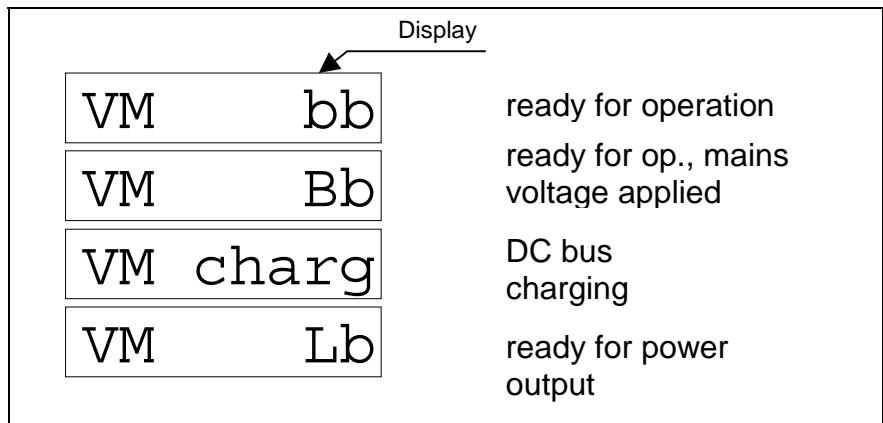 Display
VM bb
ready for operation
VM Bb
ready for op., mains
voltage applied
VM charg
DC bus
charging
VM Lb
ready for power
output